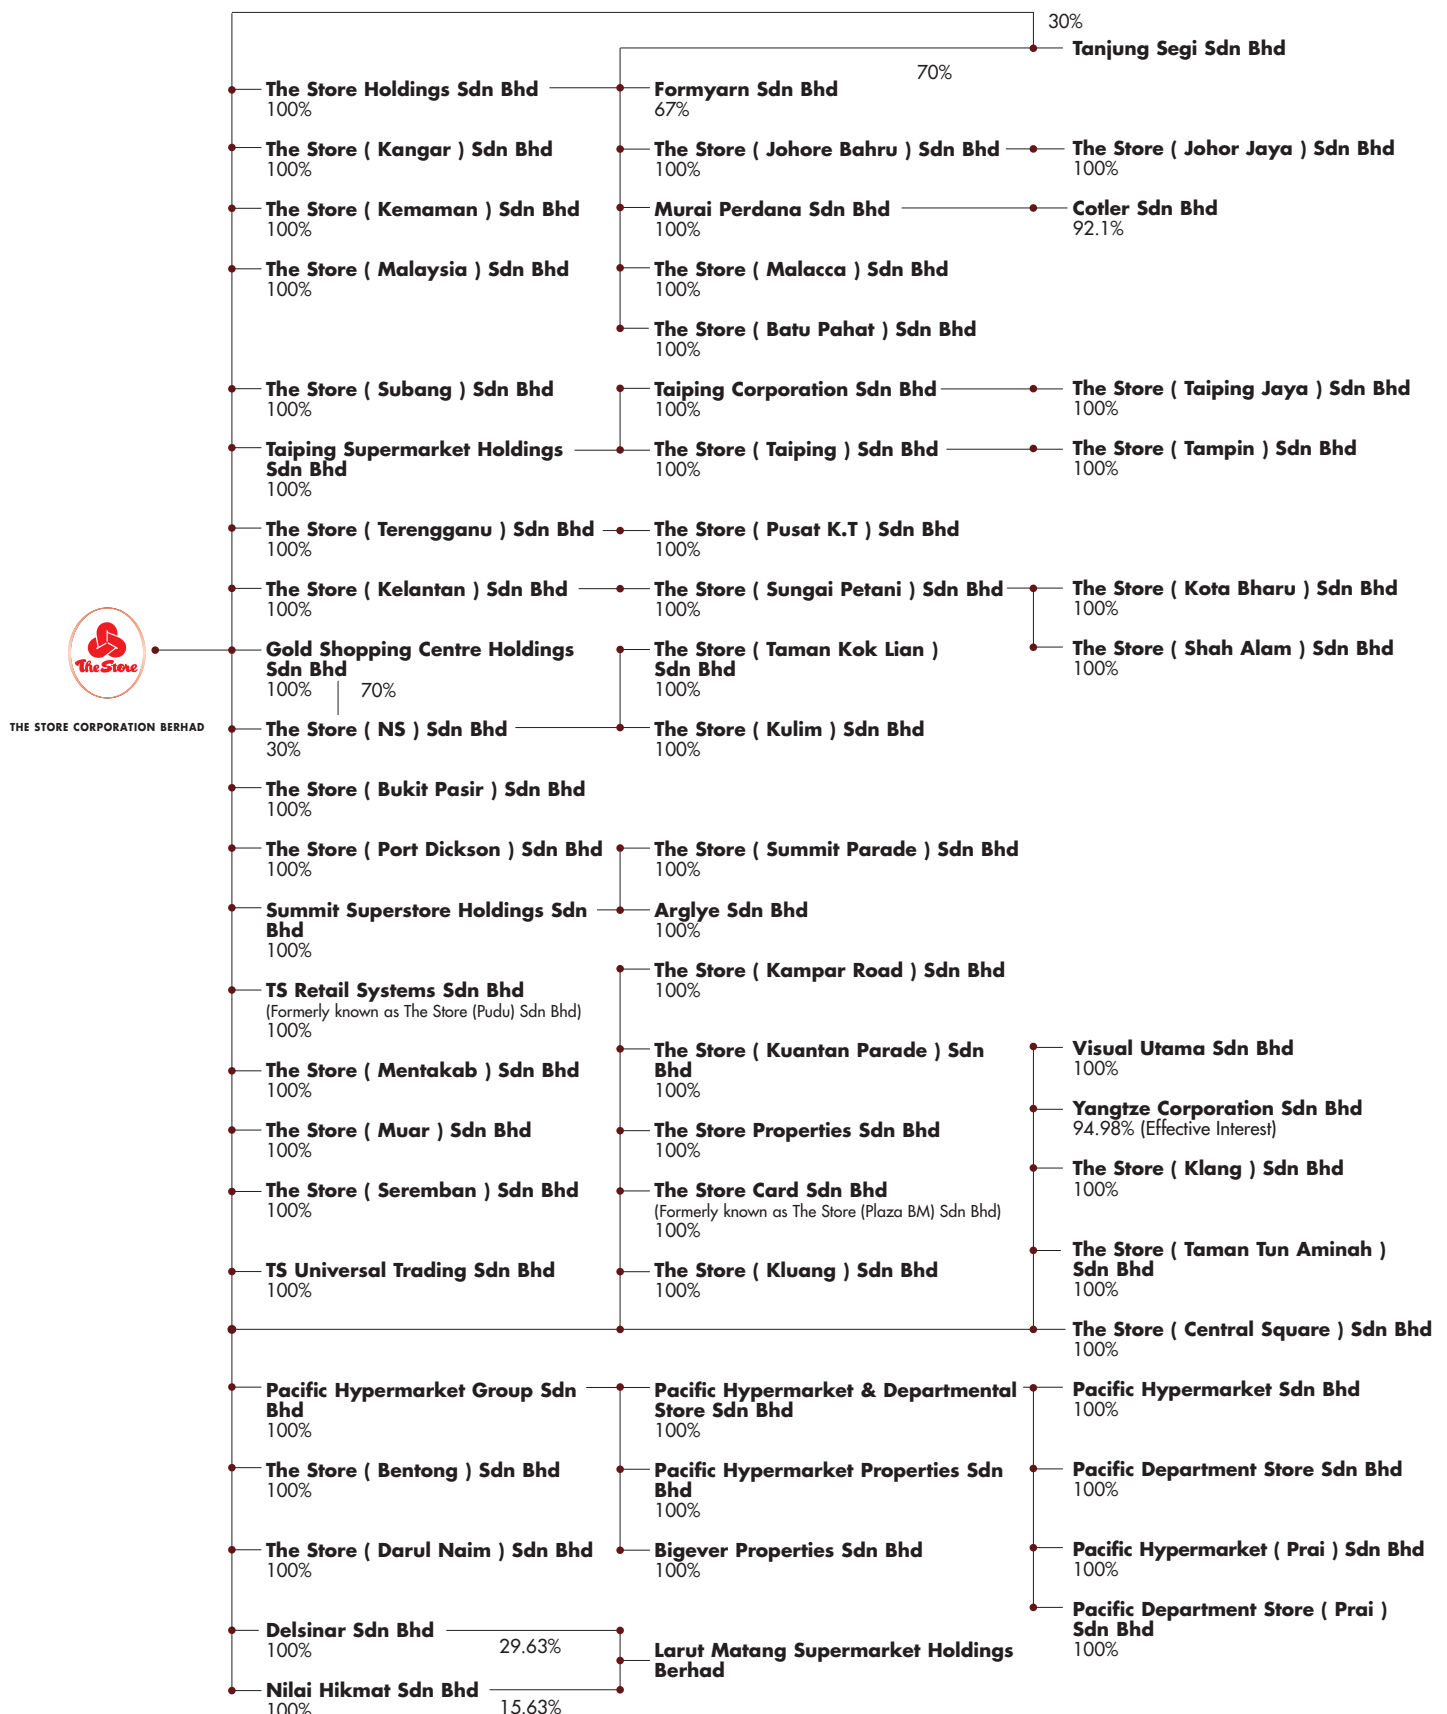 30%
Tanjung Segi Sdn Bhd
70%
The Store Holdings Sdn Bhd
100%
Formyarn Sdn Bhd
67%
The Store ( Kangar ) Sdn Bhd
100%
The Store ( Johore Bahru ) Sdn Bhd
100%
The Store ( Johor Jaya ) Sdn Bhd
100%
The Store ( Kemaman ) Sdn Bhd
100%
Murai Perdana Sdn Bhd
100%
Cotler Sdn Bhd
92.1%
The Store ( Malaysia ) Sdn Bhd
100%
The Store ( Malacca ) Sdn Bhd
100%
The Store ( Batu Pahat ) Sdn Bhd
100%
The Store ( Subang ) Sdn Bhd
100%
Taiping Corporation Sdn Bhd
100%
The Store ( Taiping Jaya ) Sdn Bhd
100%
Taiping Supermarket Holdings
Sdn Bhd
100%
The Store ( Taiping ) Sdn Bhd
100%
The Store ( Tampin ) Sdn Bhd
100%
The Store ( Terengganu ) Sdn Bhd
100%
The Store ( Pusat K.T ) Sdn Bhd
100%
The Store ( Kelantan ) Sdn Bhd
100%
The Store ( Sungai Petani ) Sdn Bhd
100%
The Store ( Kota Bharu ) Sdn Bhd
100%
The Store
THE STORE CORPORATION BERHAD
Gold Shopping Centre Holdings
Sdn Bhd
100%
70%
The Store ( Taman Kok Lian )
Sdn Bhd
100%
The Store ( Shah Alam ) Sdn Bhd
100%
The Store ( NS ) Sdn Bhd
30%
The Store ( Kulim ) Sdn Bhd
100%
The Store ( Bukit Pasir ) Sdn Bhd
100%
The Store ( Port Dickson ) Sdn Bhd
100%
The Store ( Summit Parade ) Sdn Bhd
100%
Summit Superstore Holdings Sdn
Bhd
100%
Arglye Sdn Bhd
100%
The Store ( Kampar Road ) Sdn Bhd
100%
TS Retail Systems Sdn Bhd
(Formerly known as The Store (Pudu) Sdn Bhd)
100%
The Store ( Kuantan Parade ) Sdn
Bhd
100%
Visual Utama Sdn Bhd
100%
The Store ( Mentakab ) Sdn Bhd
100%
Yangtze Corporation Sdn Bhd
94.98% (Effective Interest)
The Store ( Muar ) Sdn Bhd
100%
The Store Properties Sdn Bhd
100%
The Store ( Klang ) Sdn Bhd
100%
The Store ( Seremban ) Sdn Bhd
100%
The Store Card Sdn Bhd
(Formerly known as The Store (Plaza BM) Sdn Bhd)
100%
The Store ( Taman Tun Aminah )
Sdn Bhd
100%
TS Universal Trading Sdn Bhd
100%
The Store ( Kluang ) Sdn Bhd
100%
The Store ( Central Square ) Sdn Bhd
100%
Pacific Hypermarket Group Sdn
Bhd
100%
Pacific Hypermarket & Departmental
Store Sdn Bhd
100%
Pacific Hypermarket Sdn Bhd
100%
The Store ( Bentong ) Sdn Bhd
100%
Pacific Hypermarket Properties Sdn
Bhd
100%
Pacific Department Store Sdn Bhd
100%
The Store ( Darul Naim ) Sdn Bhd
100%
Bigever Properties Sdn Bhd
100%
Pacific Hypermarket ( Prai ) Sdn Bhd
100%
Pacific Department Store ( Prai )
Sdn Bhd
100%
Delsinar Sdn Bhd
100%
29.63%
Larut Matang Supermarket Holdings
Berhad
Nilai Hikmat Sdn Bhd
100%
15.63%